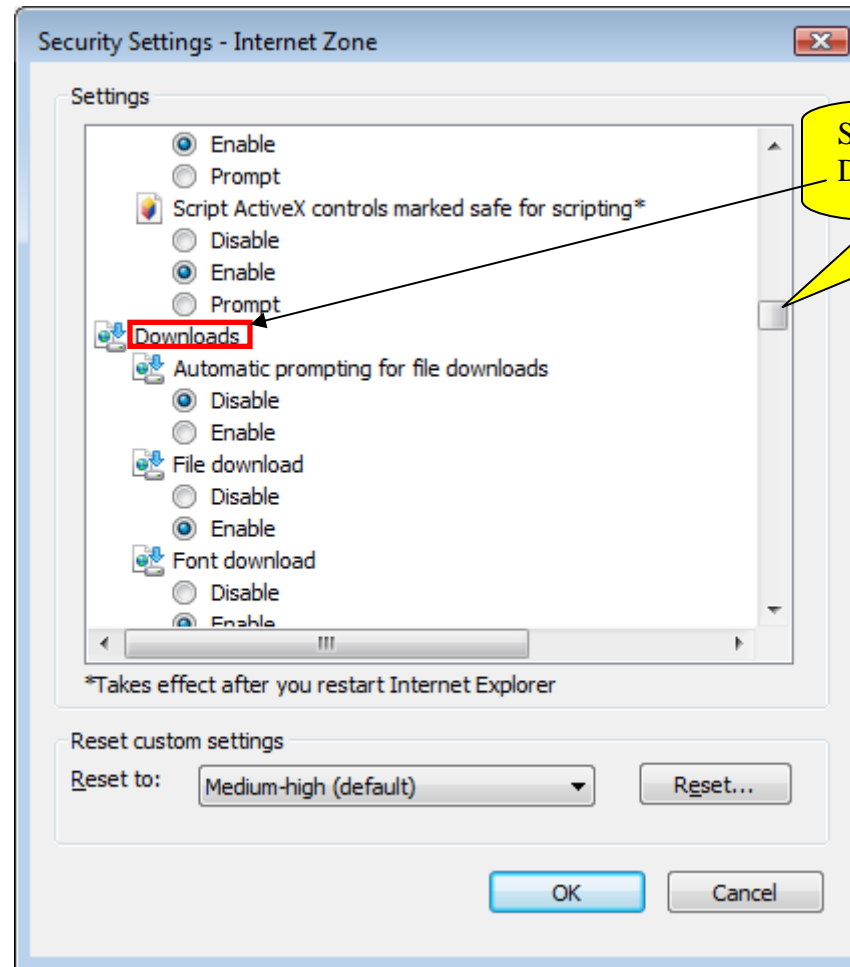 Security Settings - Internet Zone
Settings
Enable
Prompt
Script ActiveX controls marked safe for scripting*
Disable
Enable
Prompt
Downloads
Automatic prompting for file downloads
Disable
Enable
File download
Disable
Enable
Font download
Disable
Enable
*Takes effect after you restart Internet Explorer
Reset custom settings
Reset to:
Medium-high (default)
Reset...
OK
Cancel